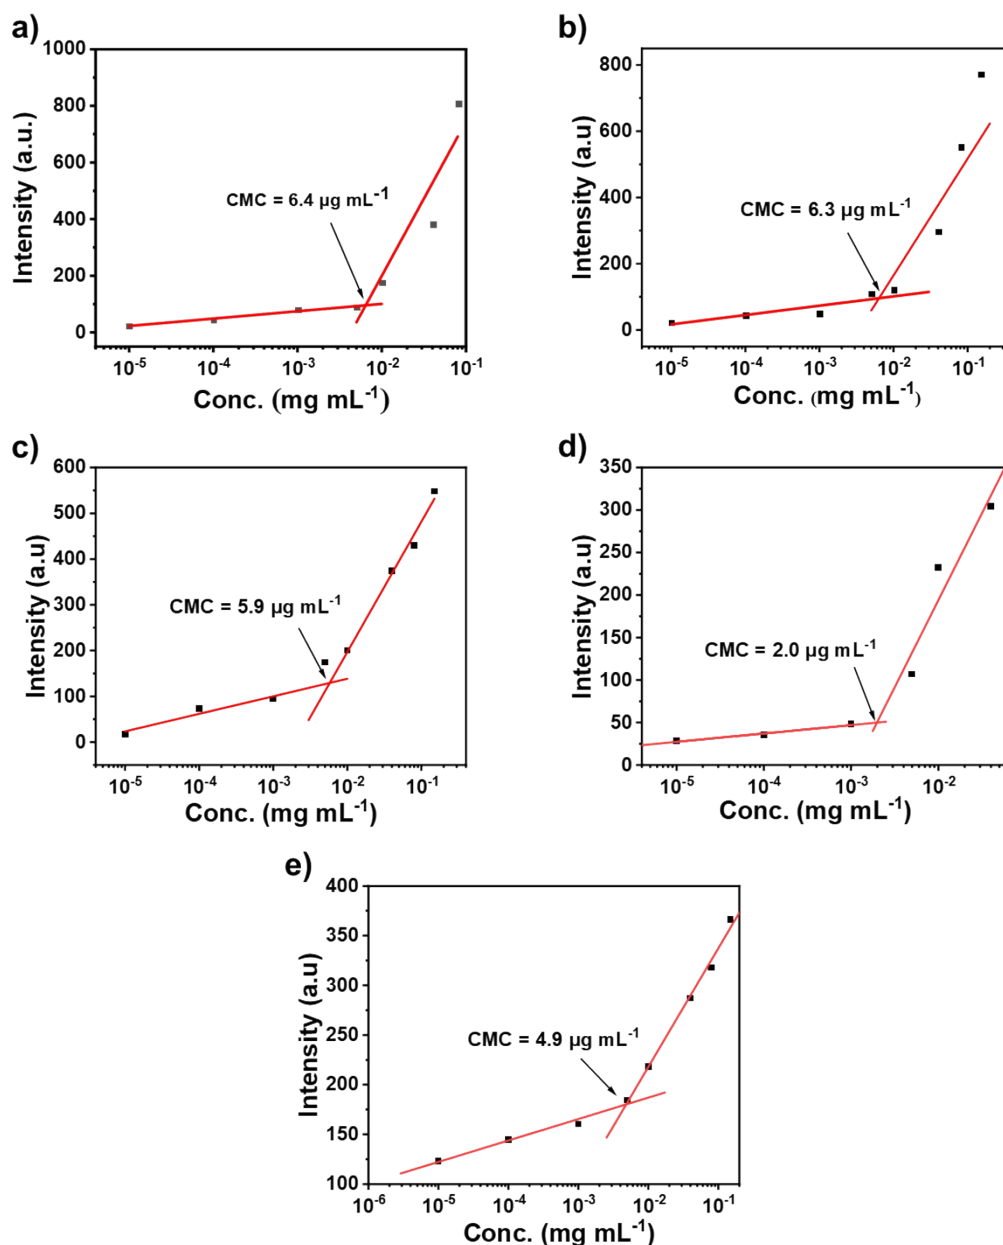 a)
1000
800
600
400
200
0
Intensity (a.u.)
CMC = 6.4 µg mL⁻¹
10⁻⁵ 10⁻⁴ 10⁻³ 10⁻² 10⁻¹
Conc. (mg mL⁻¹)
b)
800
600
400
200
0
Intensity (a.u.)
CMC = 6.3 µg mL⁻¹
10⁻⁵ 10⁻⁴ 10⁻³ 10⁻² 10⁻¹
Conc. (mg mL⁻¹)
c)
600
500
400
300
200
100
0
Intensity (a.u)
CMC = 5.9 µg mL⁻¹
10⁻⁵ 10⁻⁴ 10⁻³ 10⁻² 10⁻¹
Conc. (mg mL⁻¹)
d)
350
300
250
200
150
100
50
0
Intensity (a.u)
CMC = 2.0 µg mL⁻¹
10⁻⁵ 10⁻⁴ 10⁻³ 10⁻²
Conc. (mg mL⁻¹)
e)
400
350
300
250
200
150
100
Intensity (a.u)
CMC = 4.9 µg mL⁻¹
10⁻⁶ 10⁻⁵ 10⁻⁴ 10⁻³ 10⁻² 10⁻¹
Conc. (mg mL⁻¹)